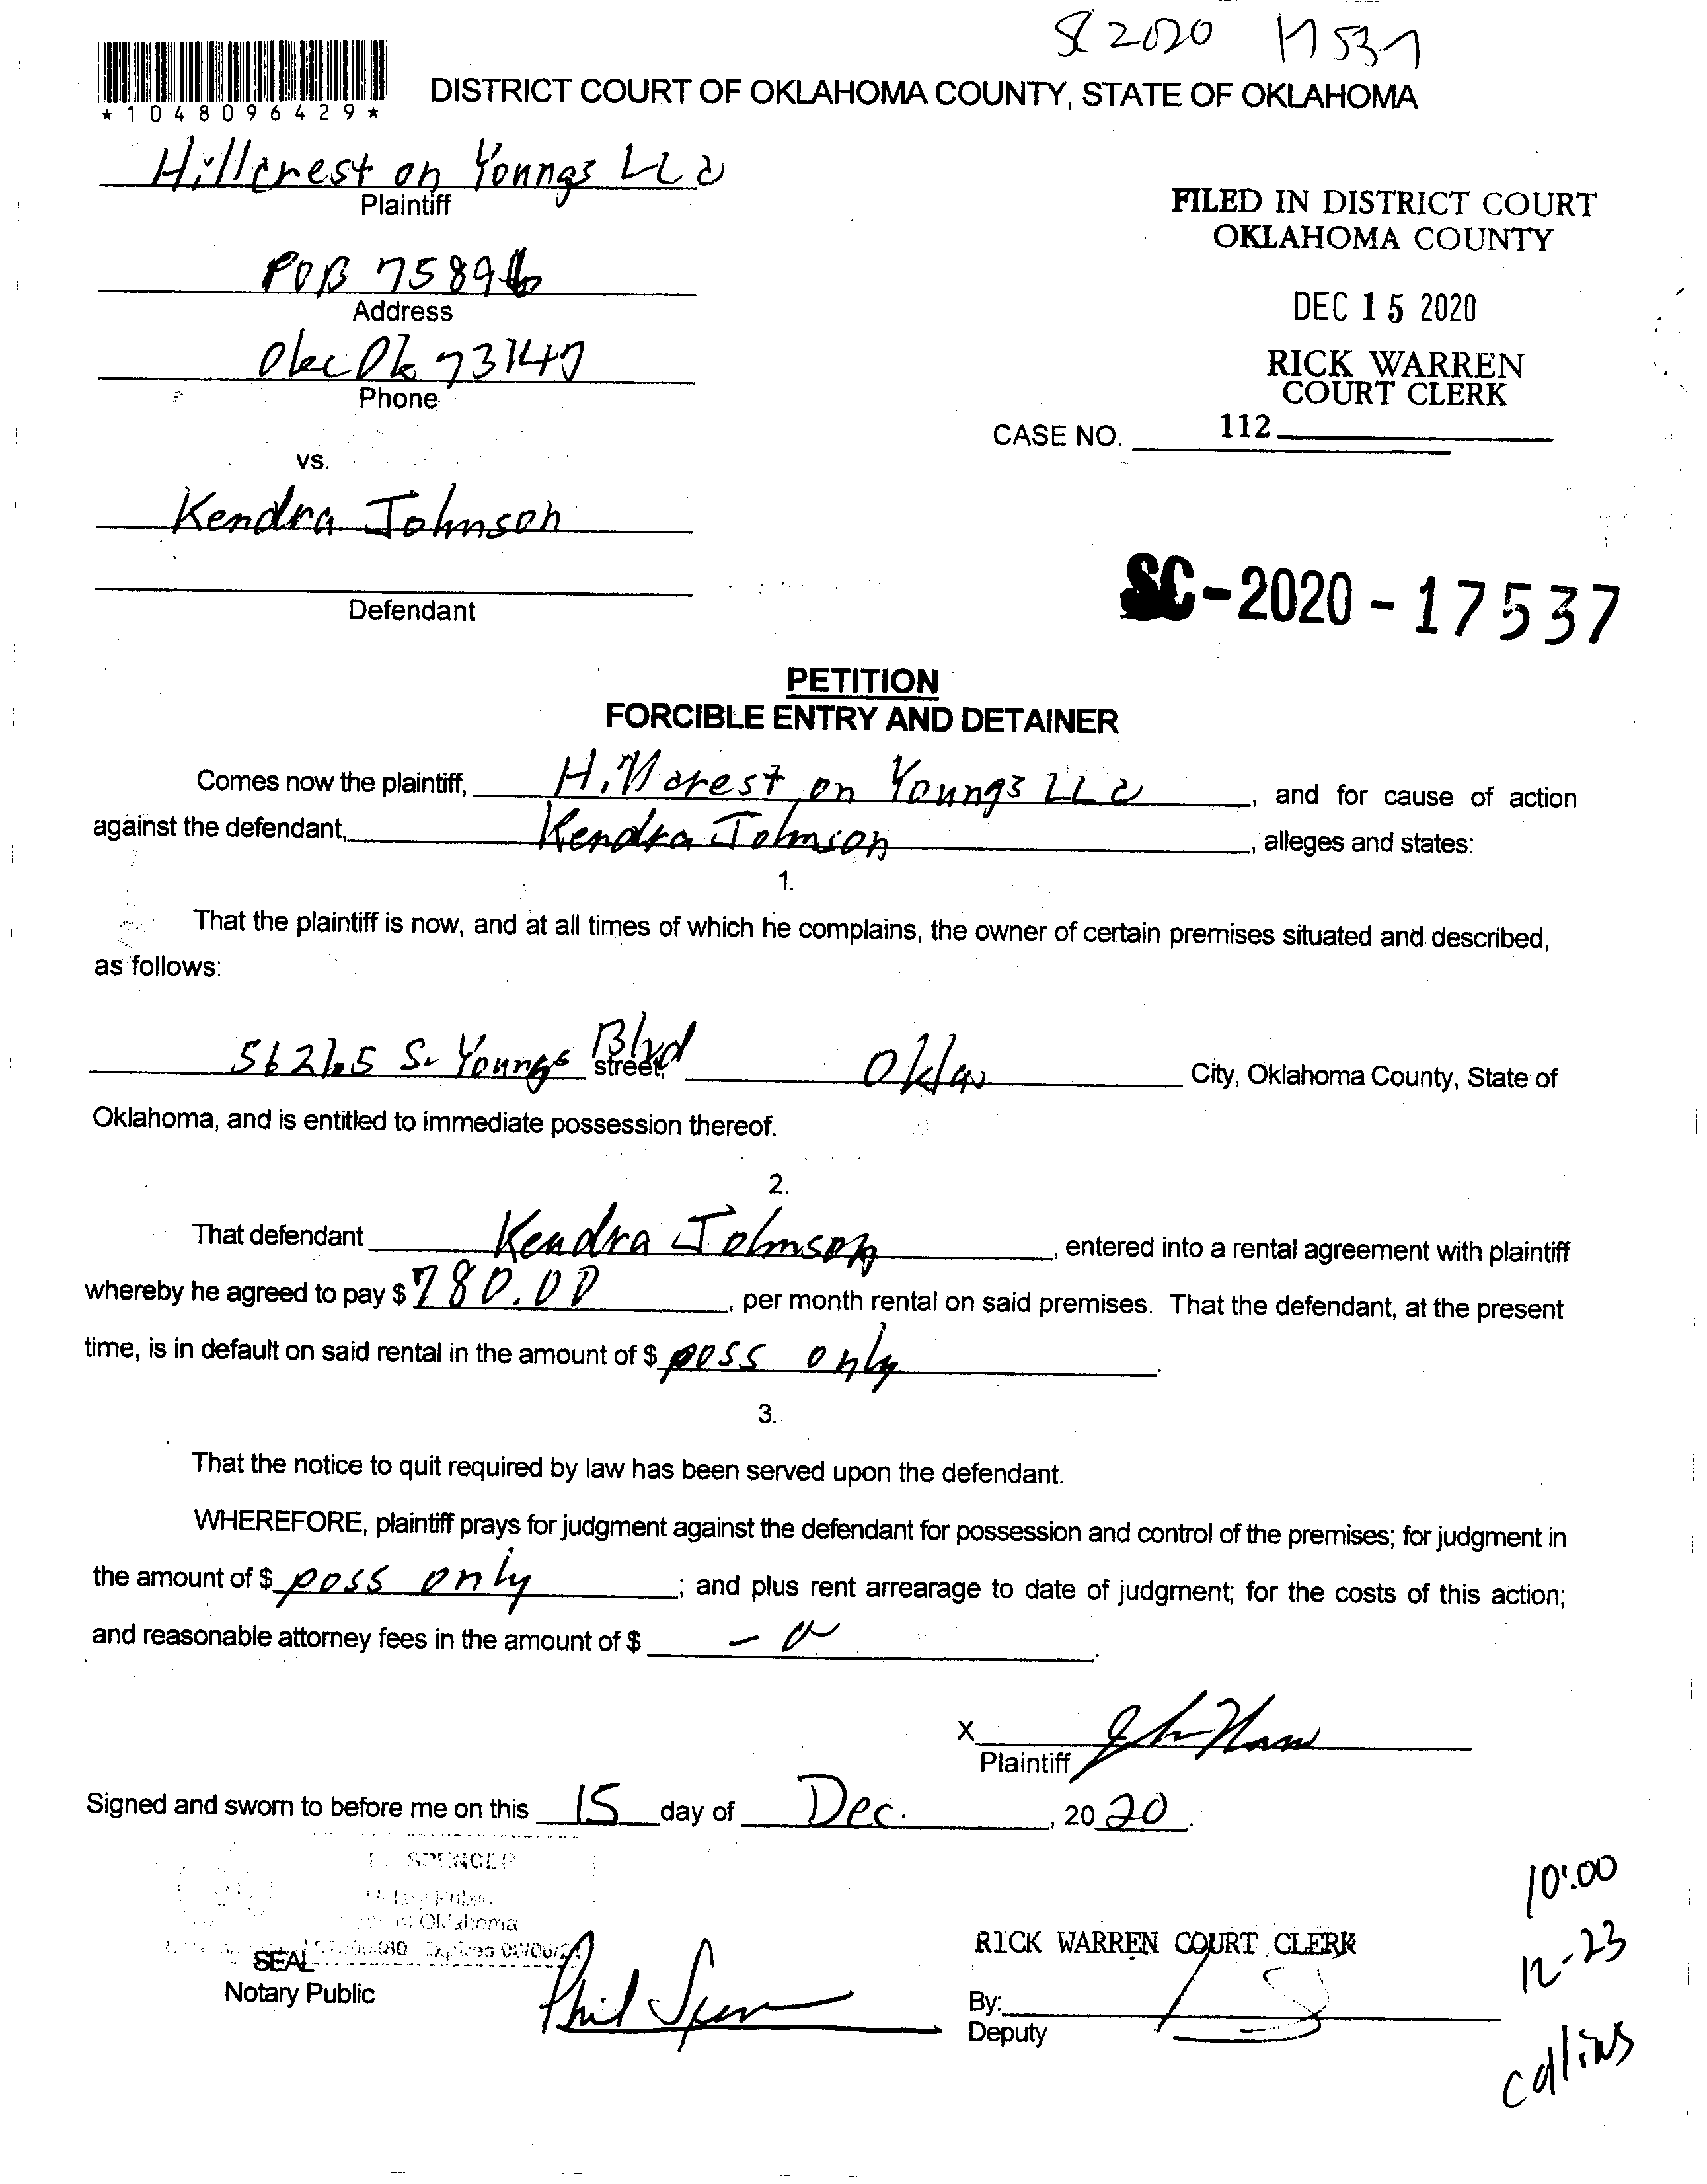 SC 2020 17537
*1048096429*
DISTRICT COURT OF OKLAHOMA COUNTY, STATE OF OKLAHOMA
Hillcrest on Youngs LLC
Plaintiff
FILED IN DISTRICT COURT
OKLAHOMA COUNTY
POB 75894
Address
DEC 15 2020
OKC OK 73147
Phone
RICK WARREN
COURT CLERK
CASE NO. 112
vs.
Kendra Johnson
Defendant
SC-2020-17537
PETITION
FORCIBLE ENTRY AND DETAINER
Comes now the plaintiff, Hillcrest on Youngs LLC, and for cause of action
against the defendant, Kendra Johnson, alleges and states:
1.
That the plaintiff is now, and at all times of which he complains, the owner of certain premises situated and described,
as follows:
S. Youngs Blvd street, Okla City, Oklahoma County, State of
Oklahoma, and is entitled to immediate possession thereof.
2.
That defendant Kendra Johnson, entered into a rental agreement with plaintiff
whereby he agreed to pay $ 780.00, per month rental on said premises. That the defendant, at the present
time, is in default on said rental in the amount of $ poss only.
3.
That the notice to quit required by law has been served upon the defendant.
WHEREFORE, plaintiff prays for judgment against the defendant for possession and control of the premises; for judgment in
the amount of $ poss only; and plus rent arrearage to date of judgment; for the costs of this action;
and reasonable attorney fees in the amount of $ - 0.
X
Plaintiff
Signed and sworn to before me on this 15 day of Dec., 2020.
SPENCER
Notary Public
Oklahoma
10:00
12-23
Collins
SEAL
Notary Public
Phil Spencer
RICK WARREN COURT CLERK
By:
Deputy